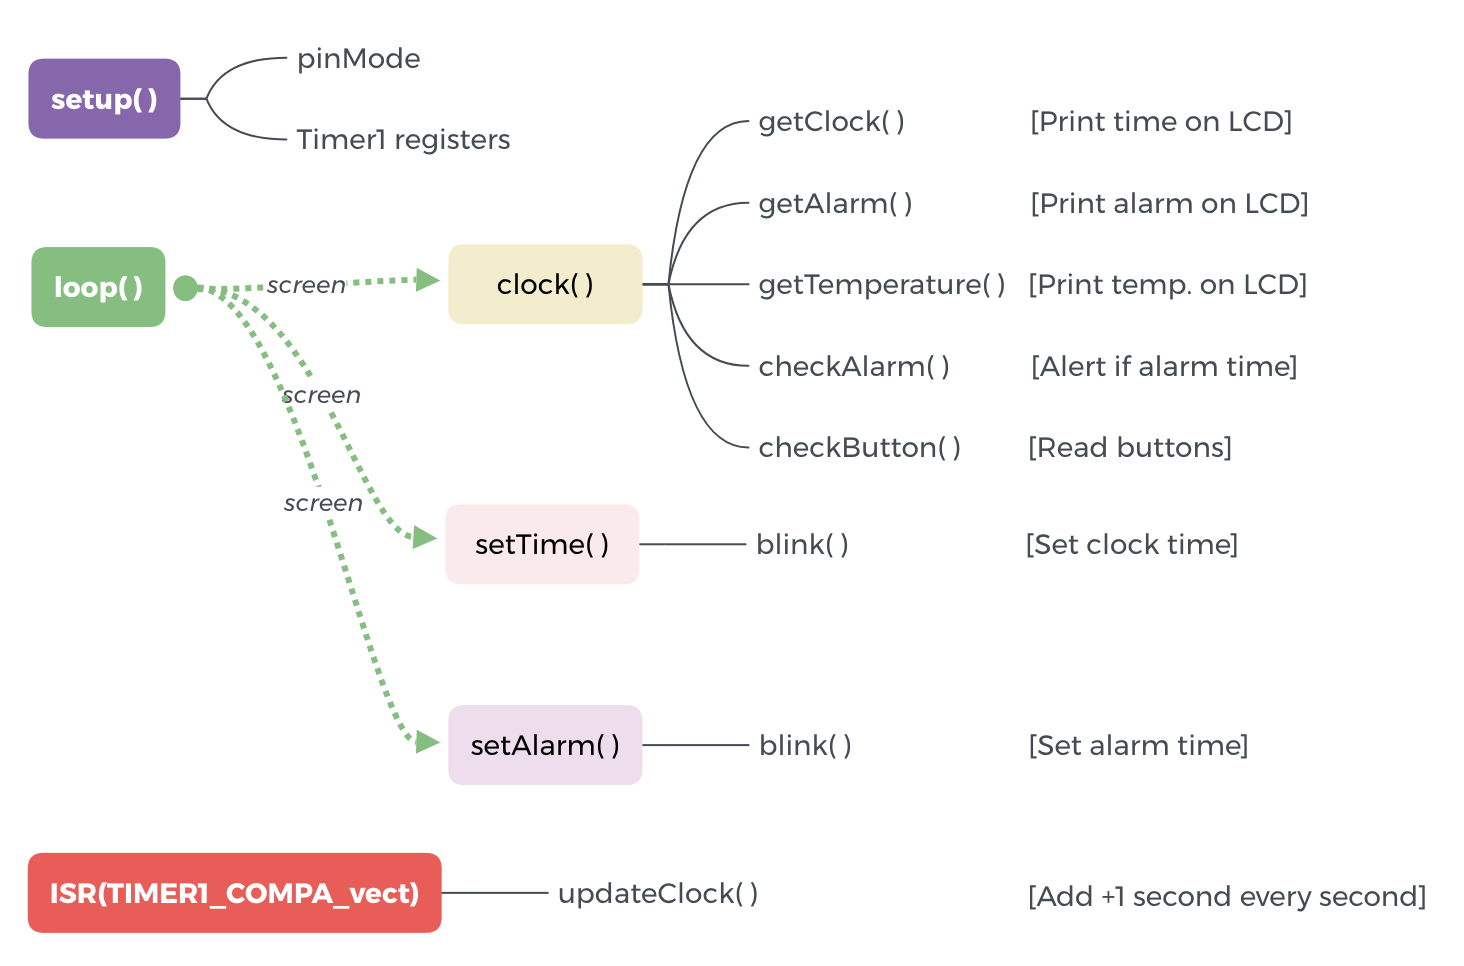 pinMode
setup( )
Timer1 registers
getClock( ) [Print time on LCD]
getAlarm( ) [Print alarm on LCD]
loop( ) screen clock( ) getTemperature( ) [Print temp. on LCD]
checkAlarm( ) [Alert if alarm time]
screen
checkButton( ) [Read buttons]
screen
setTime( ) blink( ) [Set clock time]
setAlarm( ) blink( ) [Set alarm time]
ISR(TIMER1_COMPA_vect) updateClock( ) [Add +1 second every second]